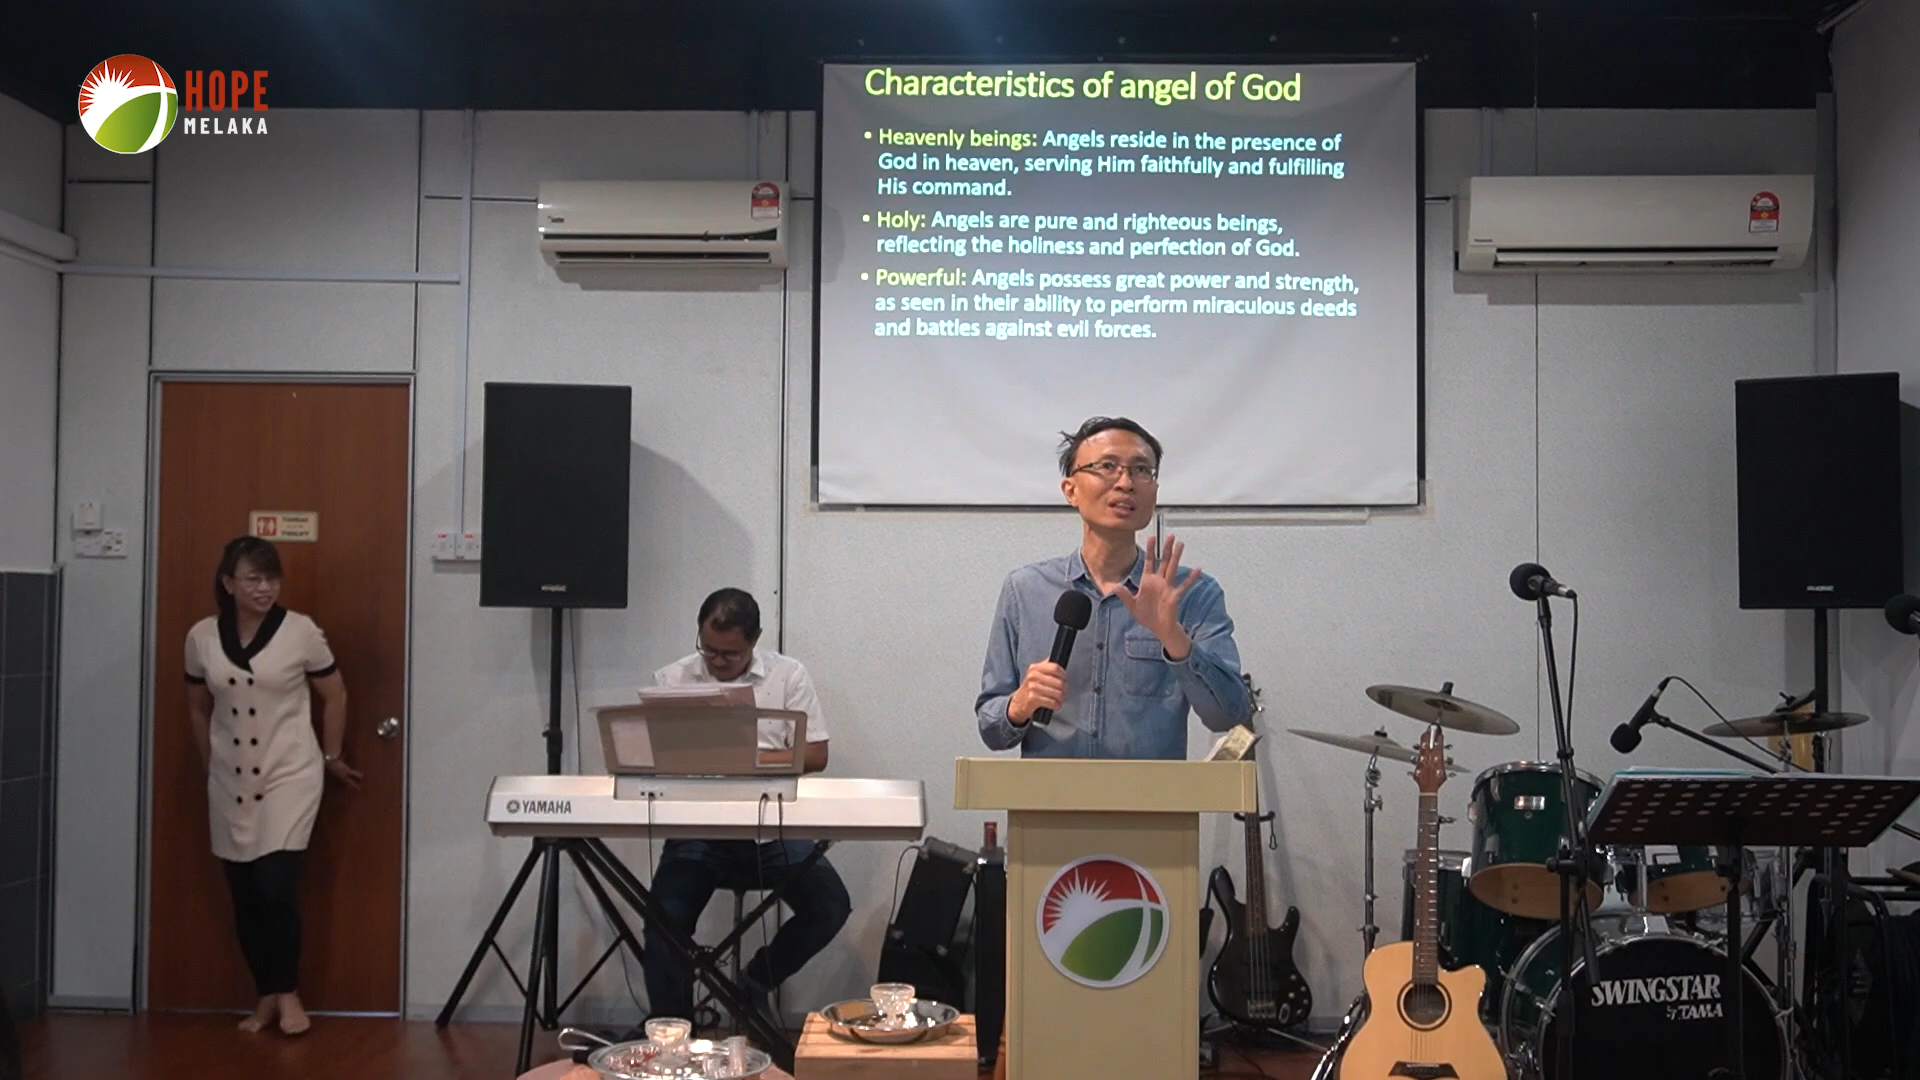 HOPE
MELAKA
Characteristics of angel of God
• Heavenly beings: Angels reside in the presence of
God in heaven, serving Him faithfully and fulfilling
His command.
• Holy: Angels are pure and righteous beings,
reflecting the holiness and perfection of God.
• Powerful: Angels possess great power and strength,
as seen in their ability to perform miraculous deeds
and battles against evil forces.
TANDAS
TOILET
YAMAHA
SWINGSTAR
TAMA